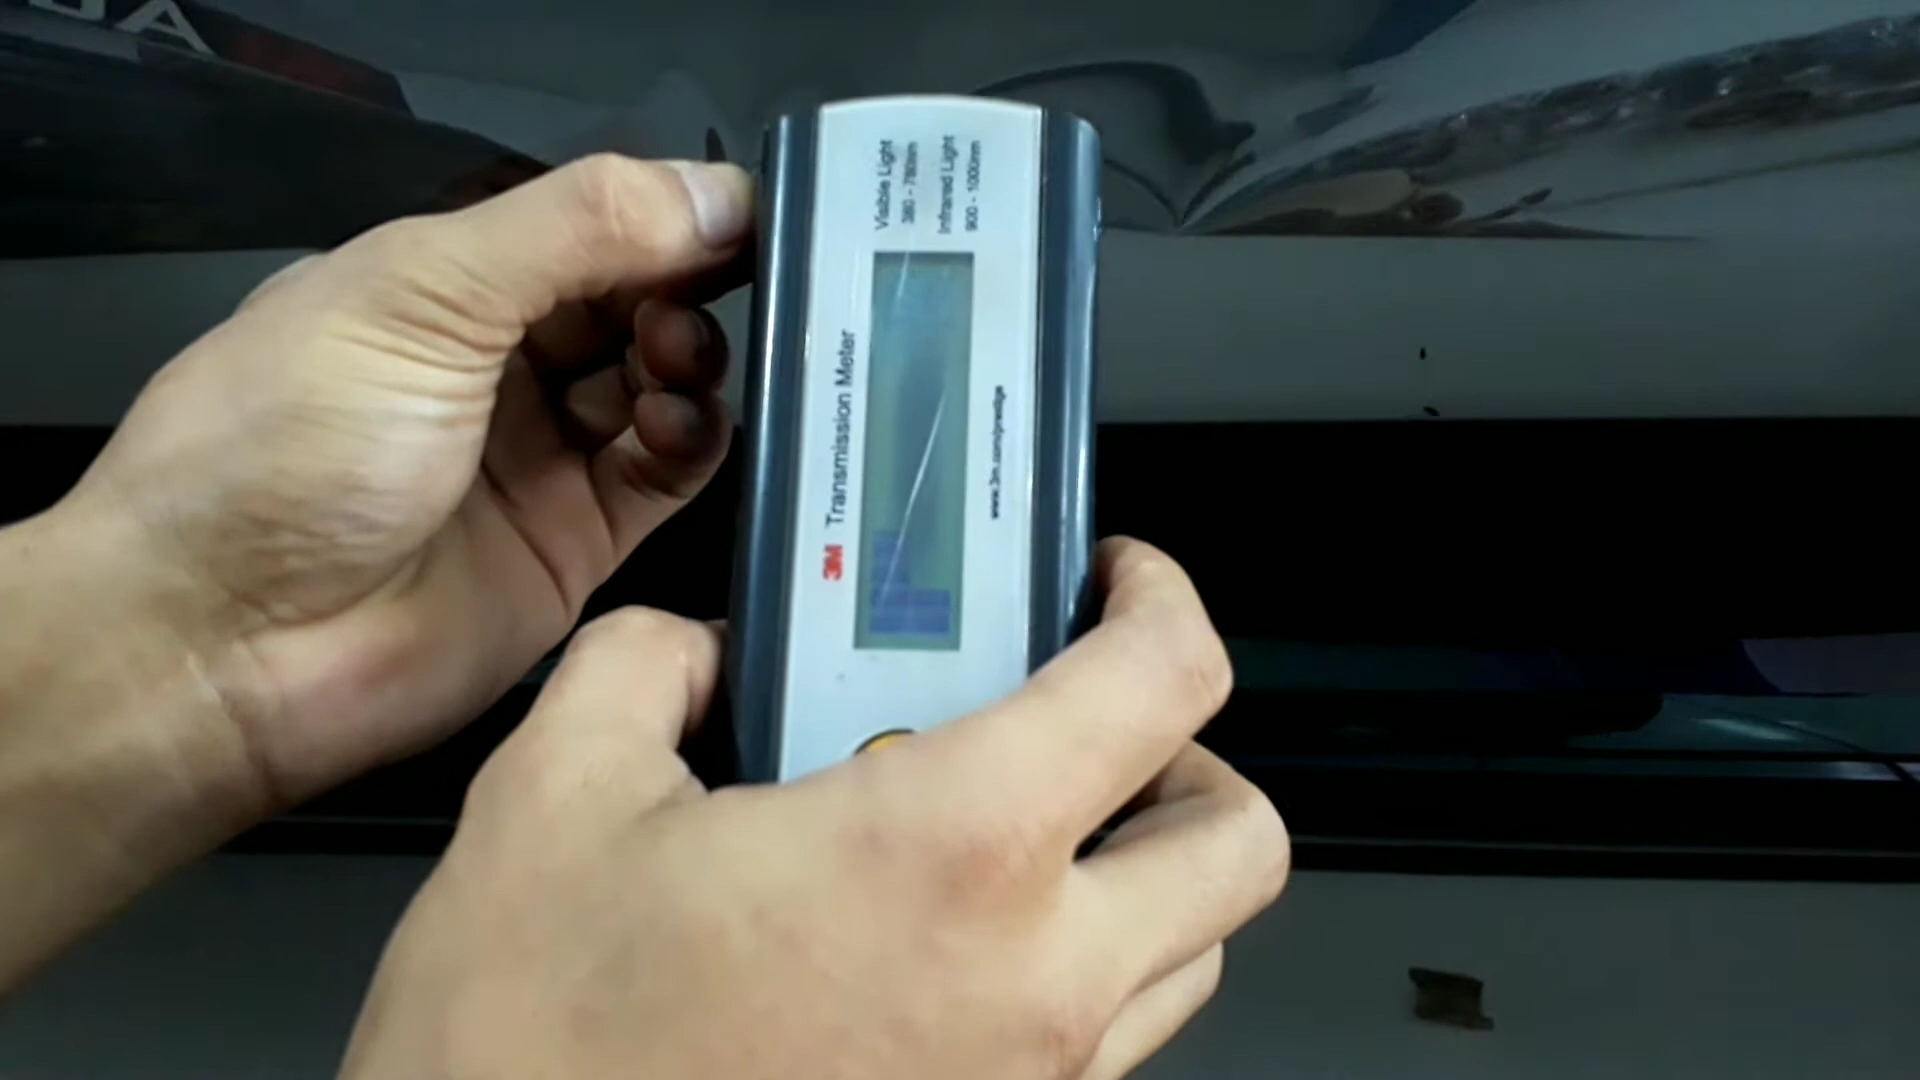 3M Transmission Meter
Visible Light
380 - 780nm
Infrared Light
900 - 1000nm
www.3m.com/prestige